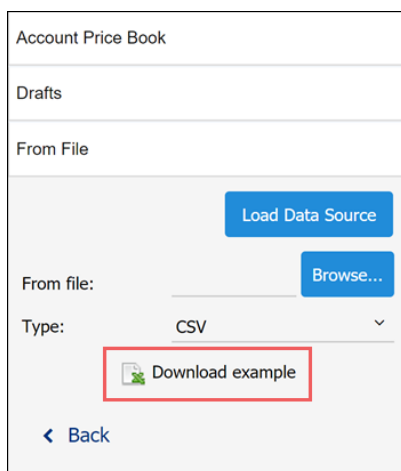 Account Price Book
Drafts
From File
Load Data Source
From file:
Browse...
Type:
CSV
Download example
Back